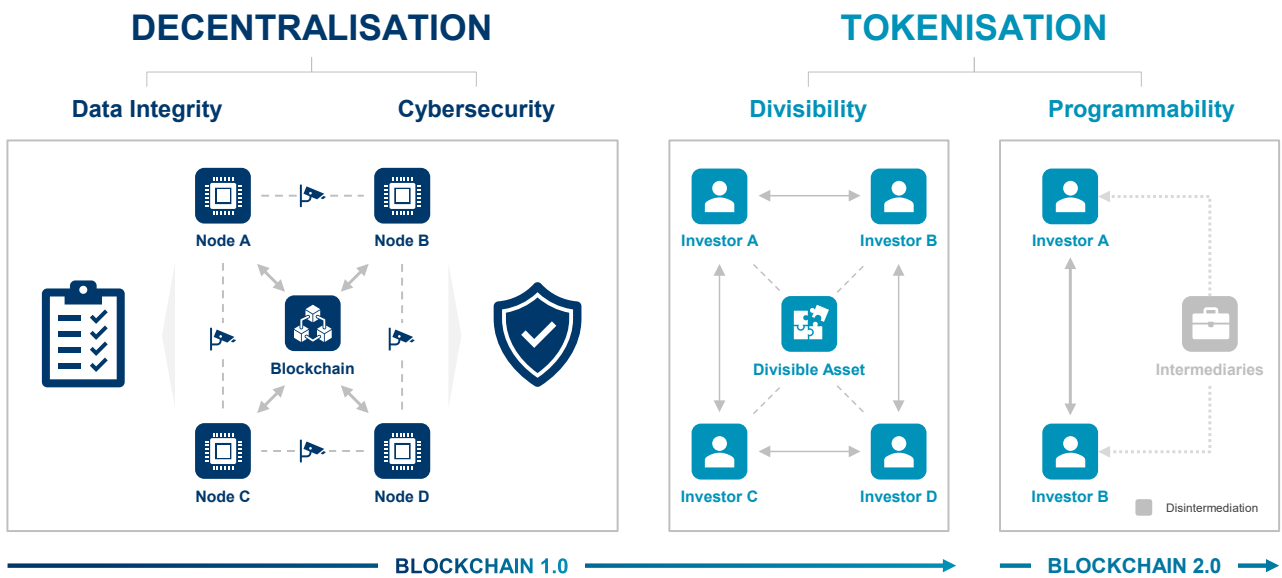 DECENTRALISATION
TOKENISATION
Data Integrity
Cybersecurity
Divisibility
Programmability
Node A
Node B
Blockchain
Node C
Node D
Investor A
Investor B
Divisible Asset
Investor C
Investor D
Investor A
Intermediaries
Investor B
Disintermediation
BLOCKCHAIN 1.0
BLOCKCHAIN 2.0